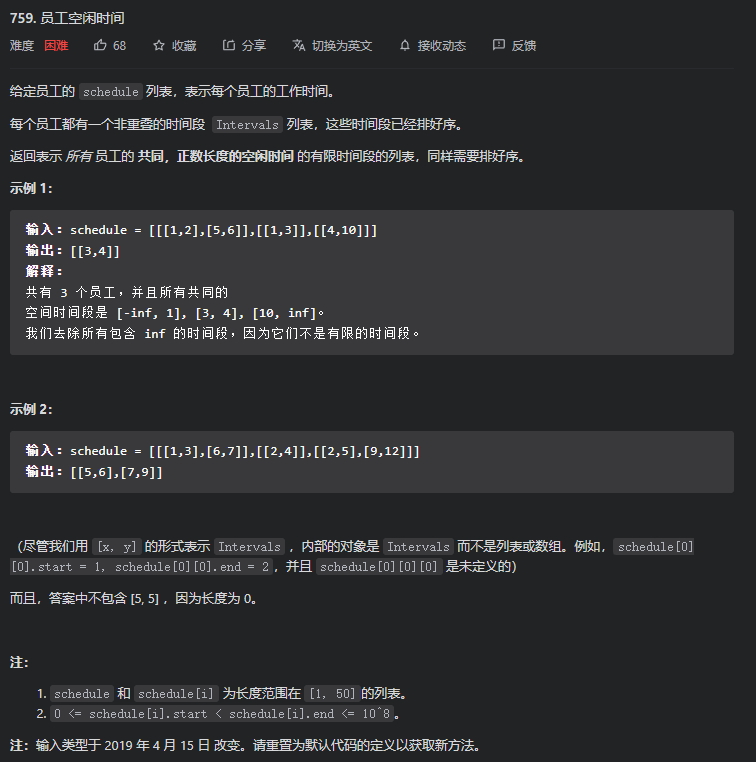 759. 员工空闲时间
难度 困难 68 收藏 分享 切换为英文 接收动态 反馈
给定员工的 schedule 列表，表示每个员工的工作时间。
每个员工都有一个非重叠的时间段 Intervals 列表，这些时间段已经排好序。
返回表示 所有 员工的 共同，正数长度的空闲时间 的有限时间段的列表，同样需要排好序。
示例 1：
输入：schedule = [[[1,2],[5,6]],[[1,3]],[[4,10]]]
输出：[[3,4]]
解释：
共有 3 个员工，并且所有共同的
空间时间段是 [-inf, 1], [3, 4], [10, inf]。
我们去除所有包含 inf 的时间段，因为它们不是有限的时间段。
示例 2：
输入：schedule = [[[1,3],[6,7]],[[2,4]],[[2,5],[9,12]]]
输出：[[5,6],[7,9]]
（尽管我们用 [x, y] 的形式表示 Intervals ，内部的对象是 Intervals 而不是列表或数组。例如，schedule[0]
[0].start = 1, schedule[0][0].end = 2，并且 schedule[0][0][0] 是未定义的）
而且，答案中不包含 [5, 5] ，因为长度为 0。
注：
1. schedule 和 schedule[i] 为长度范围在 [1, 50]的列表。
2. 0 <= schedule[i].start < schedule[i].end <= 10^8。
注：输入类型于 2019 年 4 月 15 日 改变。请重置为默认代码的定义以获取新方法。